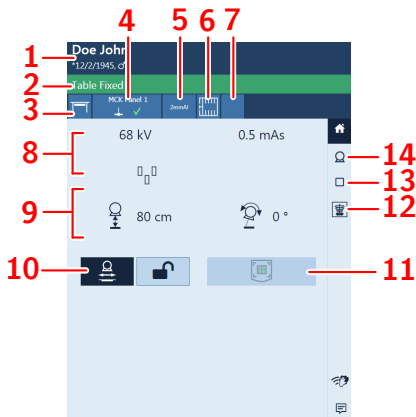 4 5 6 7
Doe John
1
*12/2/1945, ♂
2 Table Fixed
3 MCK Panel 1 2mmAl
68 kV 0.5 mAs
8 14
13
9 12
80 cm 0 °
10 11